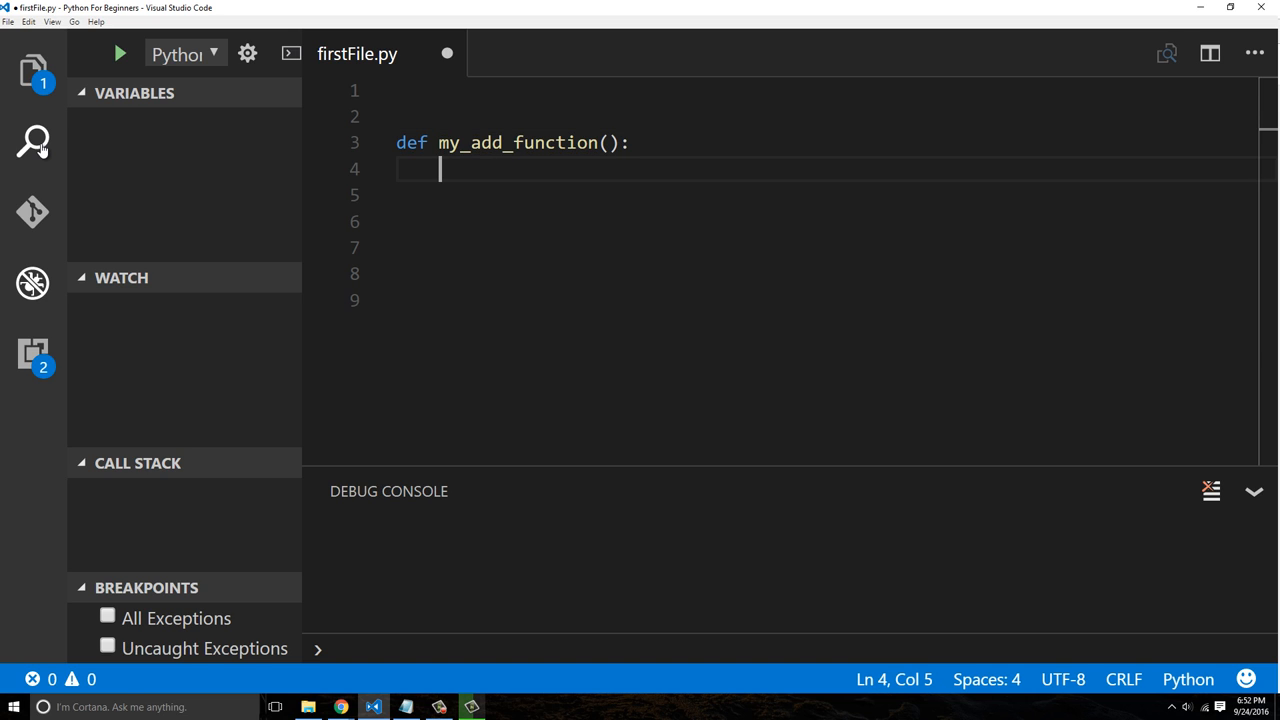 ● firstFile.py - Python For Beginners - Visual Studio Code
File Edit View Go Help
Pythor
firstFile.py
1
VARIABLES
1
2
3 def my_add_function():
4
5
6
7
8
9
WATCH
2
CALL STACK
DEBUG CONSOLE
BREAKPOINTS
All Exceptions
Uncaught Exceptions
0 0
Ln 4, Col 5 Spaces: 4 UTF-8 CRLF Python
I'm Cortana. Ask me anything.
6:52 PM
9/24/2016